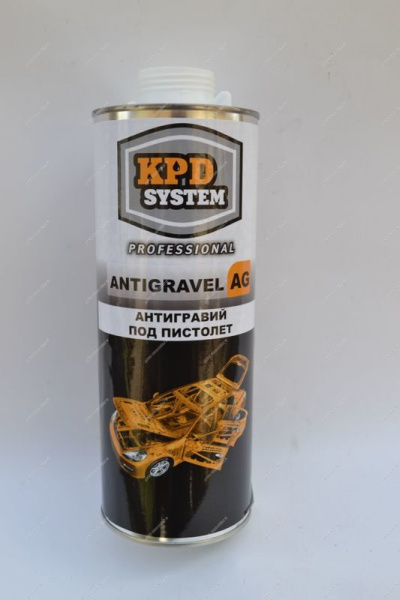 KPD
SYSTEM
PROFESSIONAL
ANTIGRAVEL AG
АНТИГРАВИЙ
ПОД ПИСТОЛЕТ